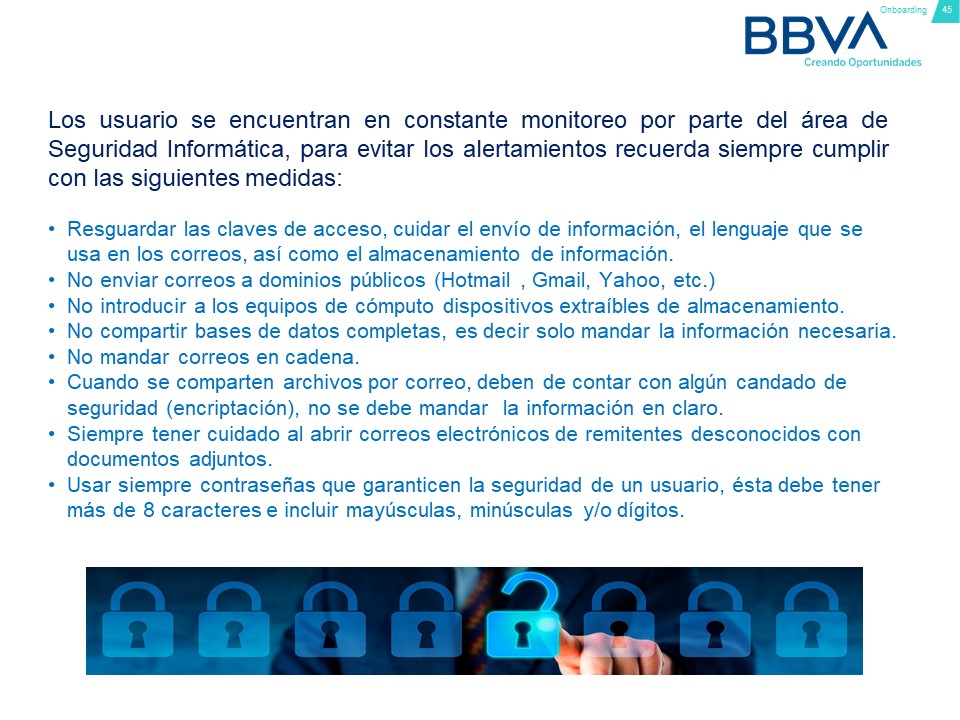 Onboarding 45
BBVA
Creando Oportunidades
Los usuario se encuentran en constante monitoreo por parte del área de
Seguridad Informática, para evitar los alertamientos recuerda siempre cumplir
con las siguientes medidas:
• Resguardar las claves de acceso, cuidar el envío de información, el lenguaje que se
usa en los correos, así como el almacenamiento de información.
• No enviar correos a dominios públicos (Hotmail , Gmail, Yahoo, etc.)
• No introducir a los equipos de cómputo dispositivos extraíbles de almacenamiento.
• No compartir bases de datos completas, es decir solo mandar la información necesaria.
• No mandar correos en cadena.
• Cuando se comparten archivos por correo, deben de contar con algún candado de
seguridad (encriptación), no se debe mandar la información en claro.
• Siempre tener cuidado al abrir correos electrónicos de remitentes desconocidos con
documentos adjuntos.
• Usar siempre contraseñas que garanticen la seguridad de un usuario, ésta debe tener
más de 8 caracteres e incluir mayúsculas, minúsculas y/o dígitos.